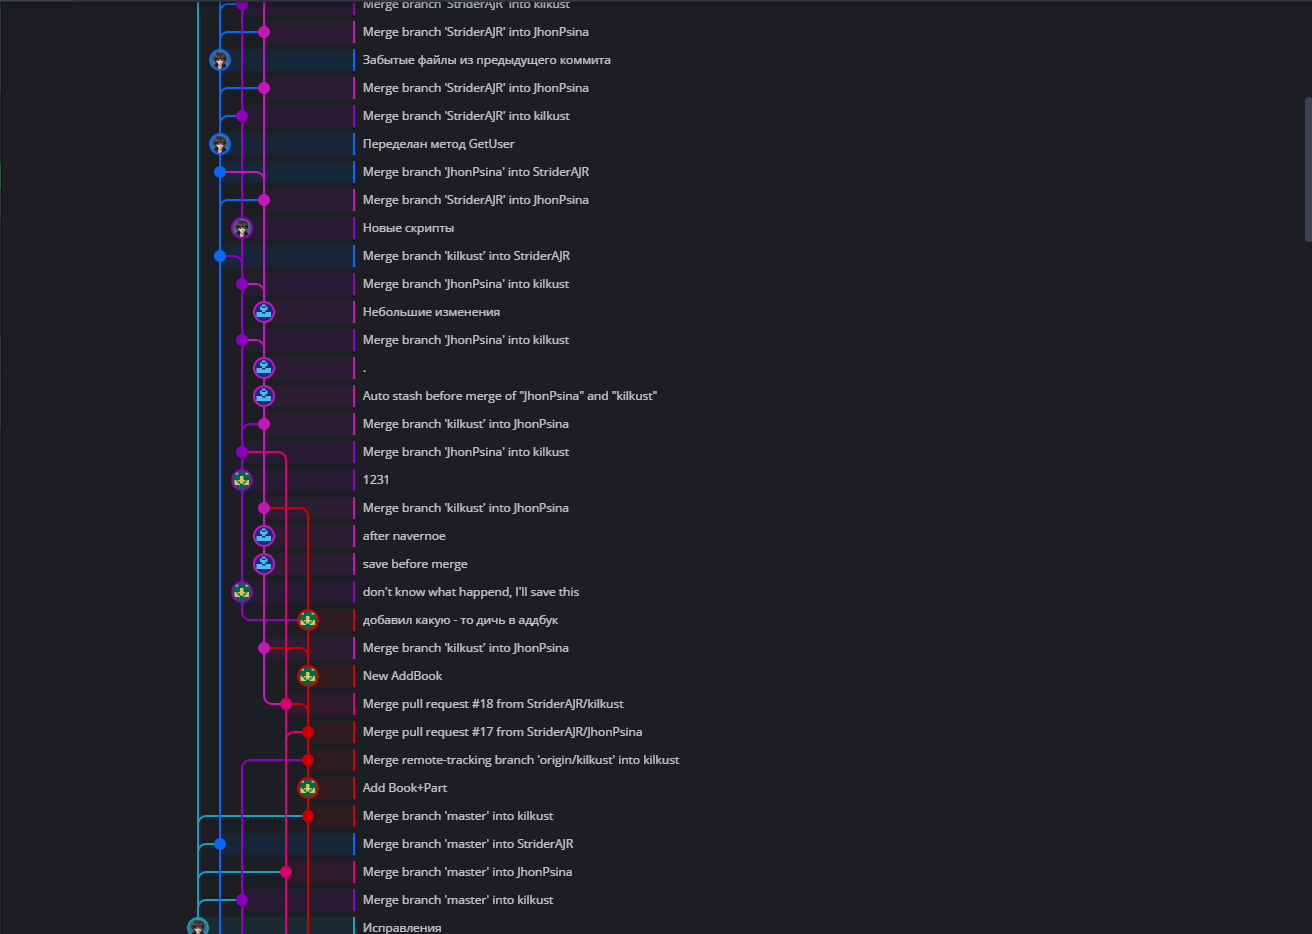 Merge branch 'StriderAJR' into kilkust
Merge branch 'StriderAJR' into JhonPsina
Забытые файлы из предыдущего коммита
Merge branch 'StriderAJR' into JhonPsina
Merge branch 'StriderAJR' into kilkust
Переделан метод GetUser
Merge branch 'JhonPsina' into StriderAJR
Merge branch 'StriderAJR' into JhonPsina
Новые скрипты
Merge branch 'kilkust' into StriderAJR
Merge branch 'JhonPsina' into kilkust
Небольшие изменения
Merge branch 'JhonPsina' into kilkust
.
Auto stash before merge of "JhonPsina" and "kilkust"
Merge branch 'kilkust' into JhonPsina
Merge branch 'JhonPsina' into kilkust
1231
Merge branch 'kilkust' into JhonPsina
after navernoe
save before merge
don't know what happend, I'll save this
добавил какую - то дичь в аддбук
Merge branch 'kilkust' into JhonPsina
New AddBook
Merge pull request #18 from StriderAJR/kilkust
Merge pull request #17 from StriderAJR/JhonPsina
Merge remote-tracking branch 'origin/kilkust' into kilkust
Add Book+Part
Merge branch 'master' into kilkust
Merge branch 'master' into StriderAJR
Merge branch 'master' into JhonPsina
Merge branch 'master' into kilkust
Исправления